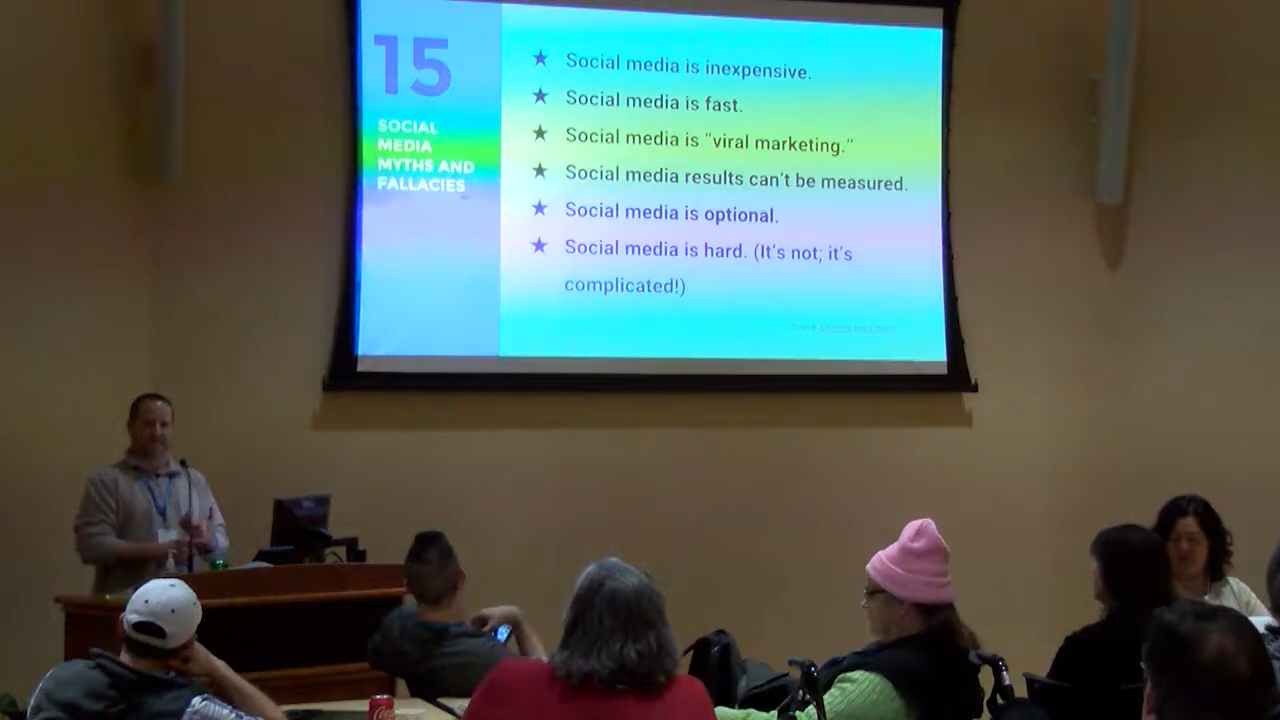 15
SOCIAL
MEDIA
MYTHS AND
FALLACIES
★ Social media is inexpensive.
★ Social media is fast.
★ Social media is “viral marketing.”
★ Social media results can't be measured.
★ Social media is optional.
★ Social media is hard. (It's not; it's
complicated!)